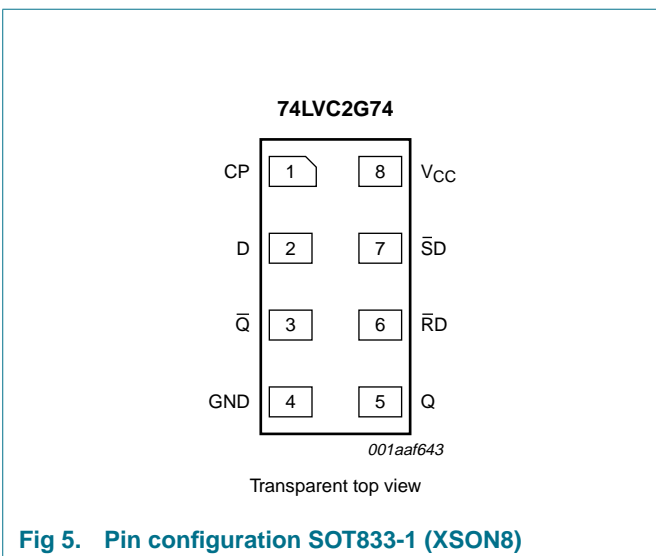 74LVC2G74
CP 1 8 VCC
D 2 7 S̅D
Q̅ 3 6 R̅D
GND 4 5 Q
001aaf643
Transparent top view
Fig 5. Pin configuration SOT833-1 (XSON8)